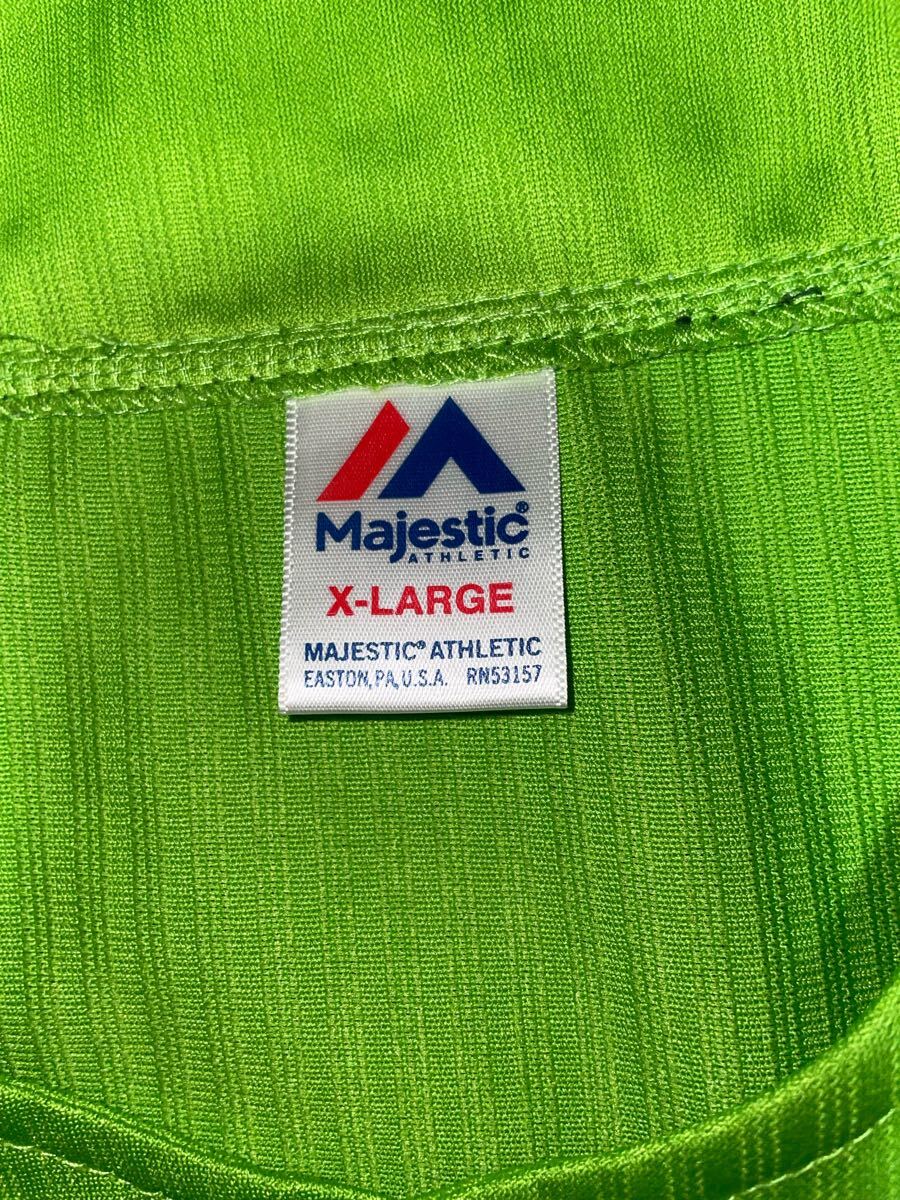 Majestic®
ATHLETIC
X-LARGE
MAJESTIC® ATHLETIC
EASTON, PA, U.S.A. RN53157